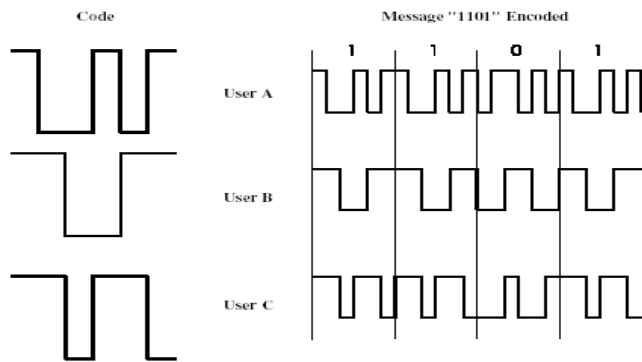 Code
Message "1101" Encoded
1 1 0 1
User A
User B
User C